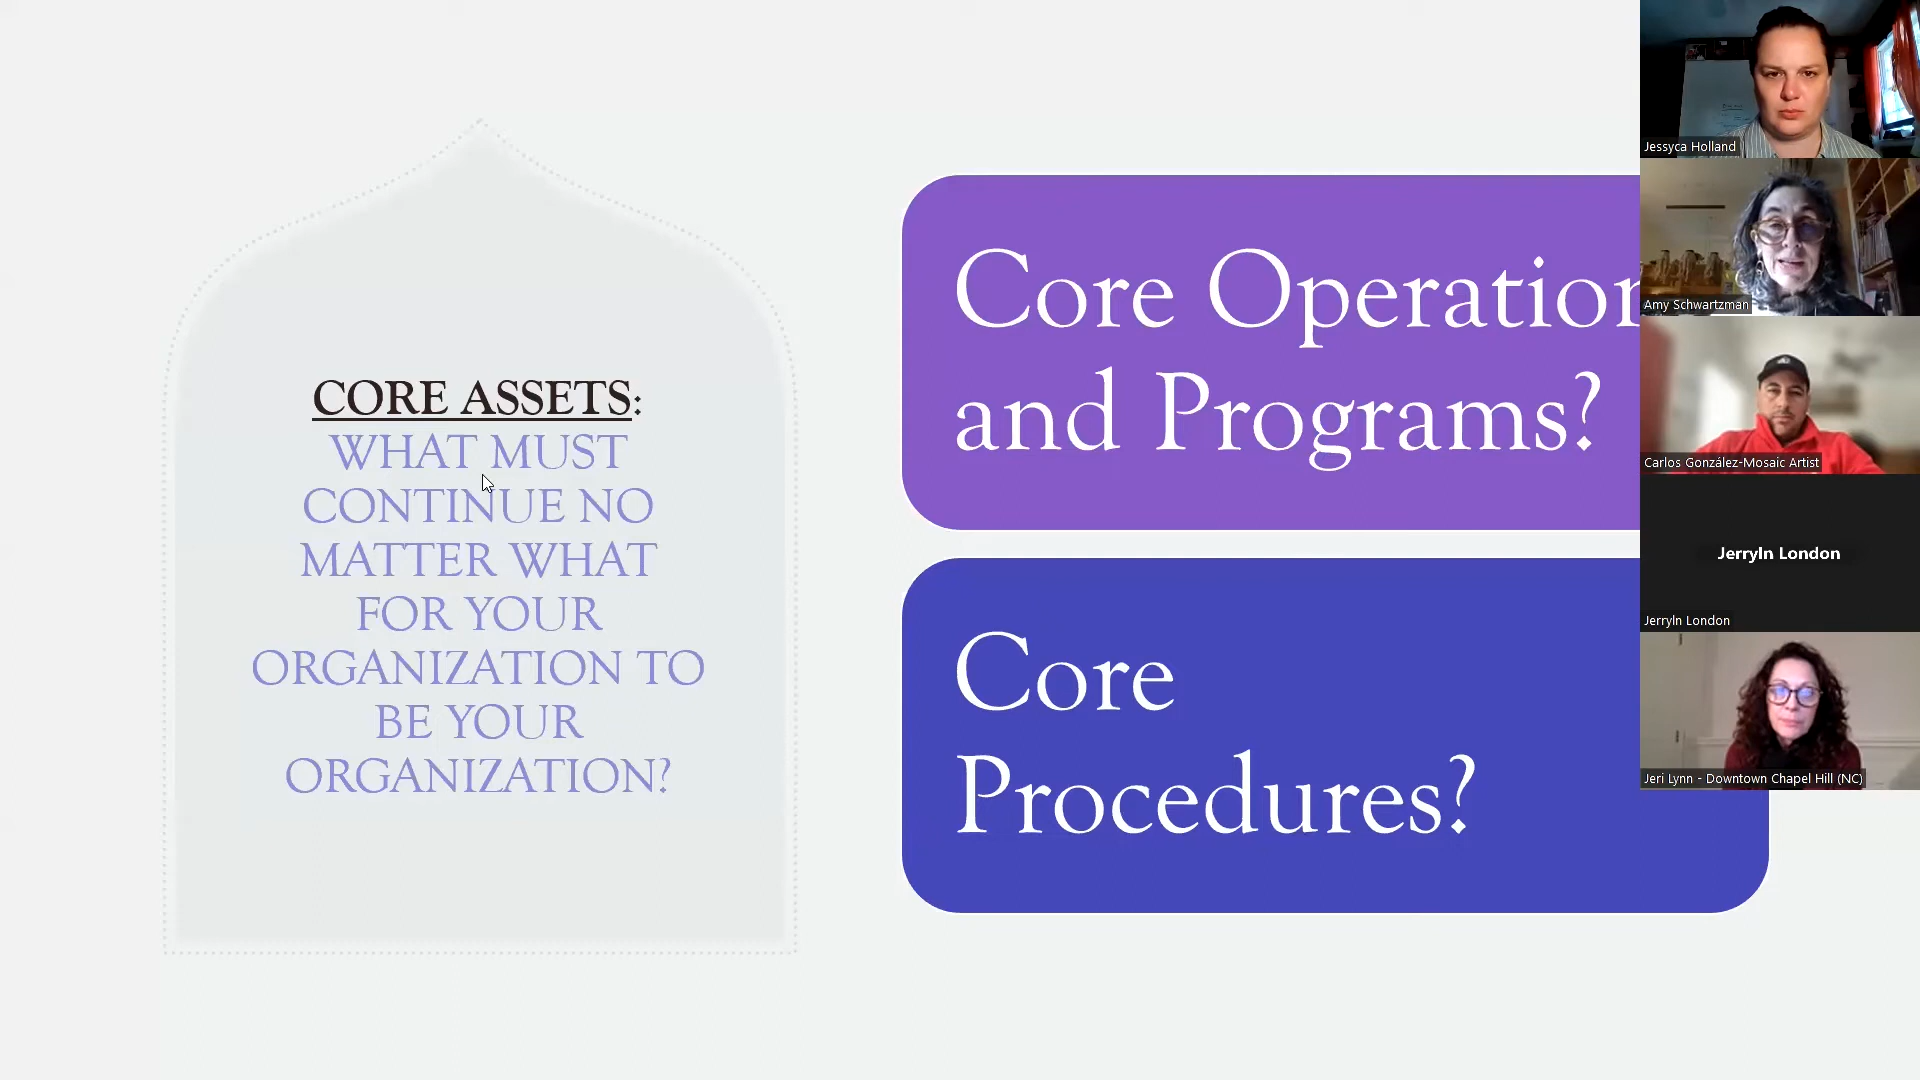 CORE ASSETS:
WHAT MUST
CONTINUE NO
MATTER WHAT
FOR YOUR
ORGANIZATION TO
BE YOUR
ORGANIZATION?
Core Operation
and Programs?
Core
Procedures?
Jessyca Holland
Amy Schwartzman
Carlos González-Mosaic Artist
Jerryln London
Jerryln London
Jeri Lynn - Downtown Chapel Hill (NC)